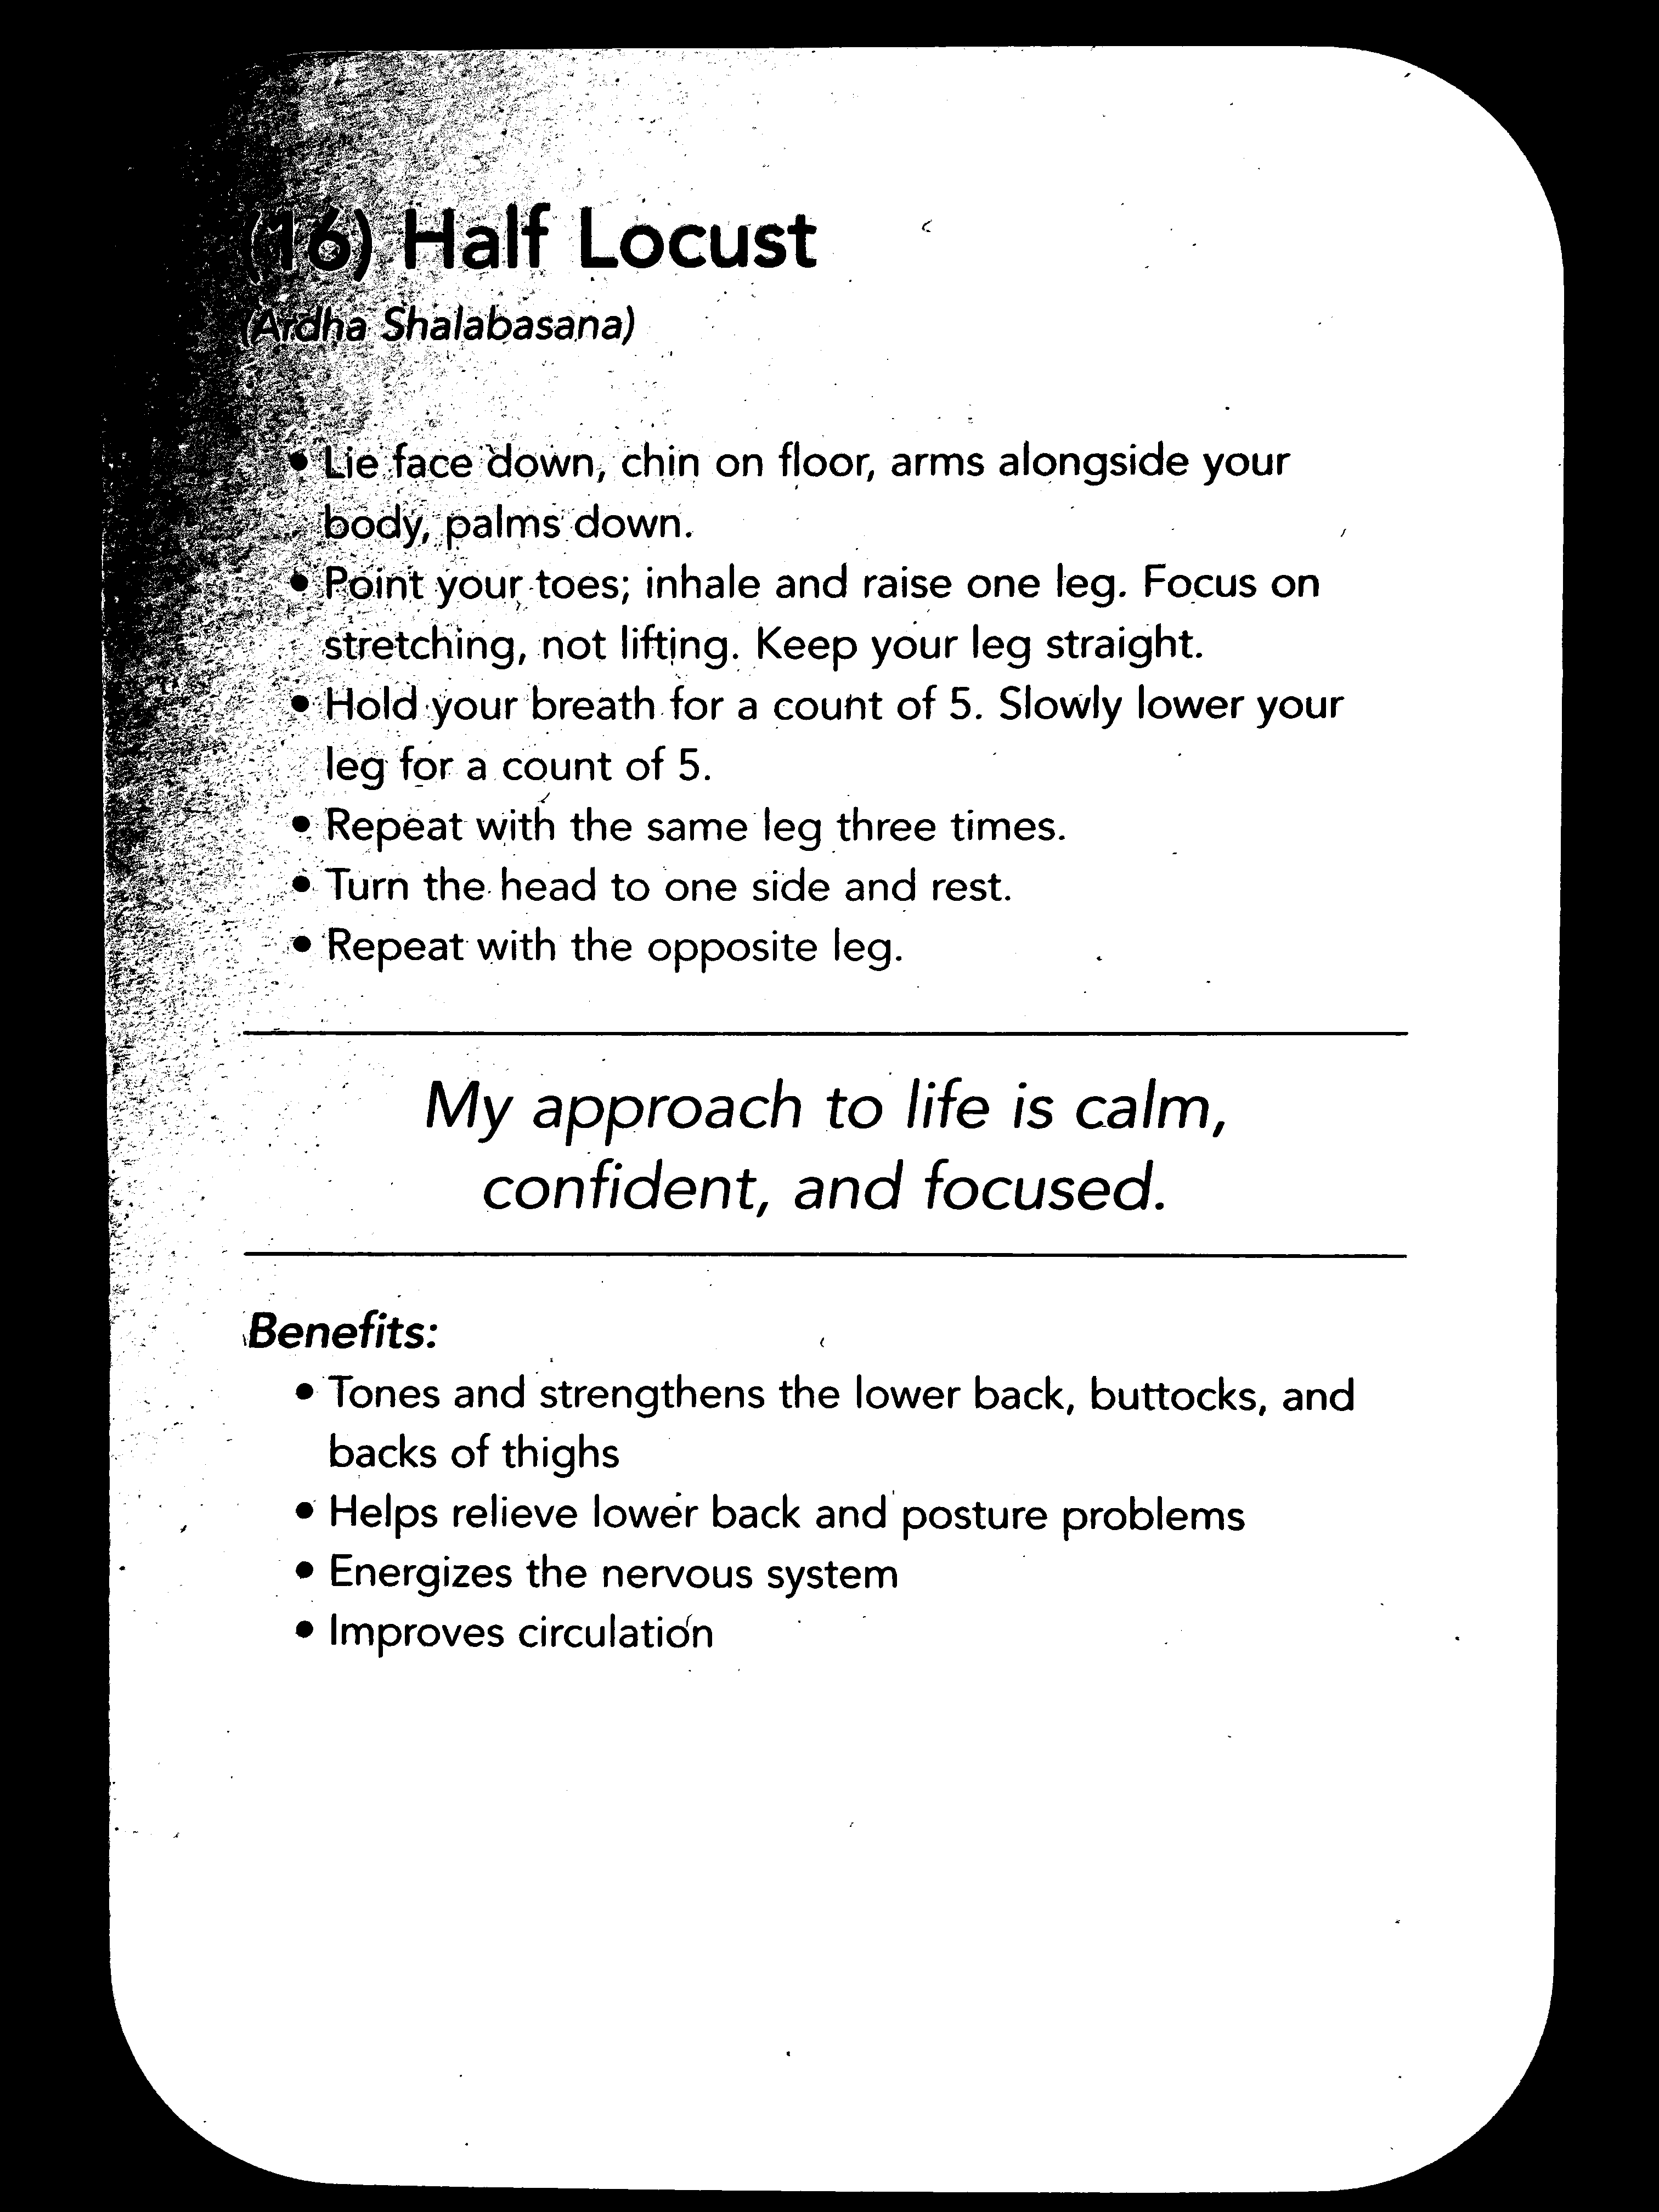 (16) Half Locust
(Ardha Shalabasana)
• Lie face down, chin on floor, arms alongside your
body, palms down.
• Point your toes; inhale and raise one leg. Focus on
stretching, not lifting. Keep your leg straight.
• Hold your breath for a count of 5. Slowly lower your
leg for a count of 5.
• Repeat with the same leg three times.
• Turn the head to one side and rest.
• Repeat with the opposite leg.
My approach to life is calm,
confident, and focused.
Benefits:
• Tones and strengthens the lower back, buttocks, and
backs of thighs
• Helps relieve lower back and posture problems
• Energizes the nervous system
• Improves circulation